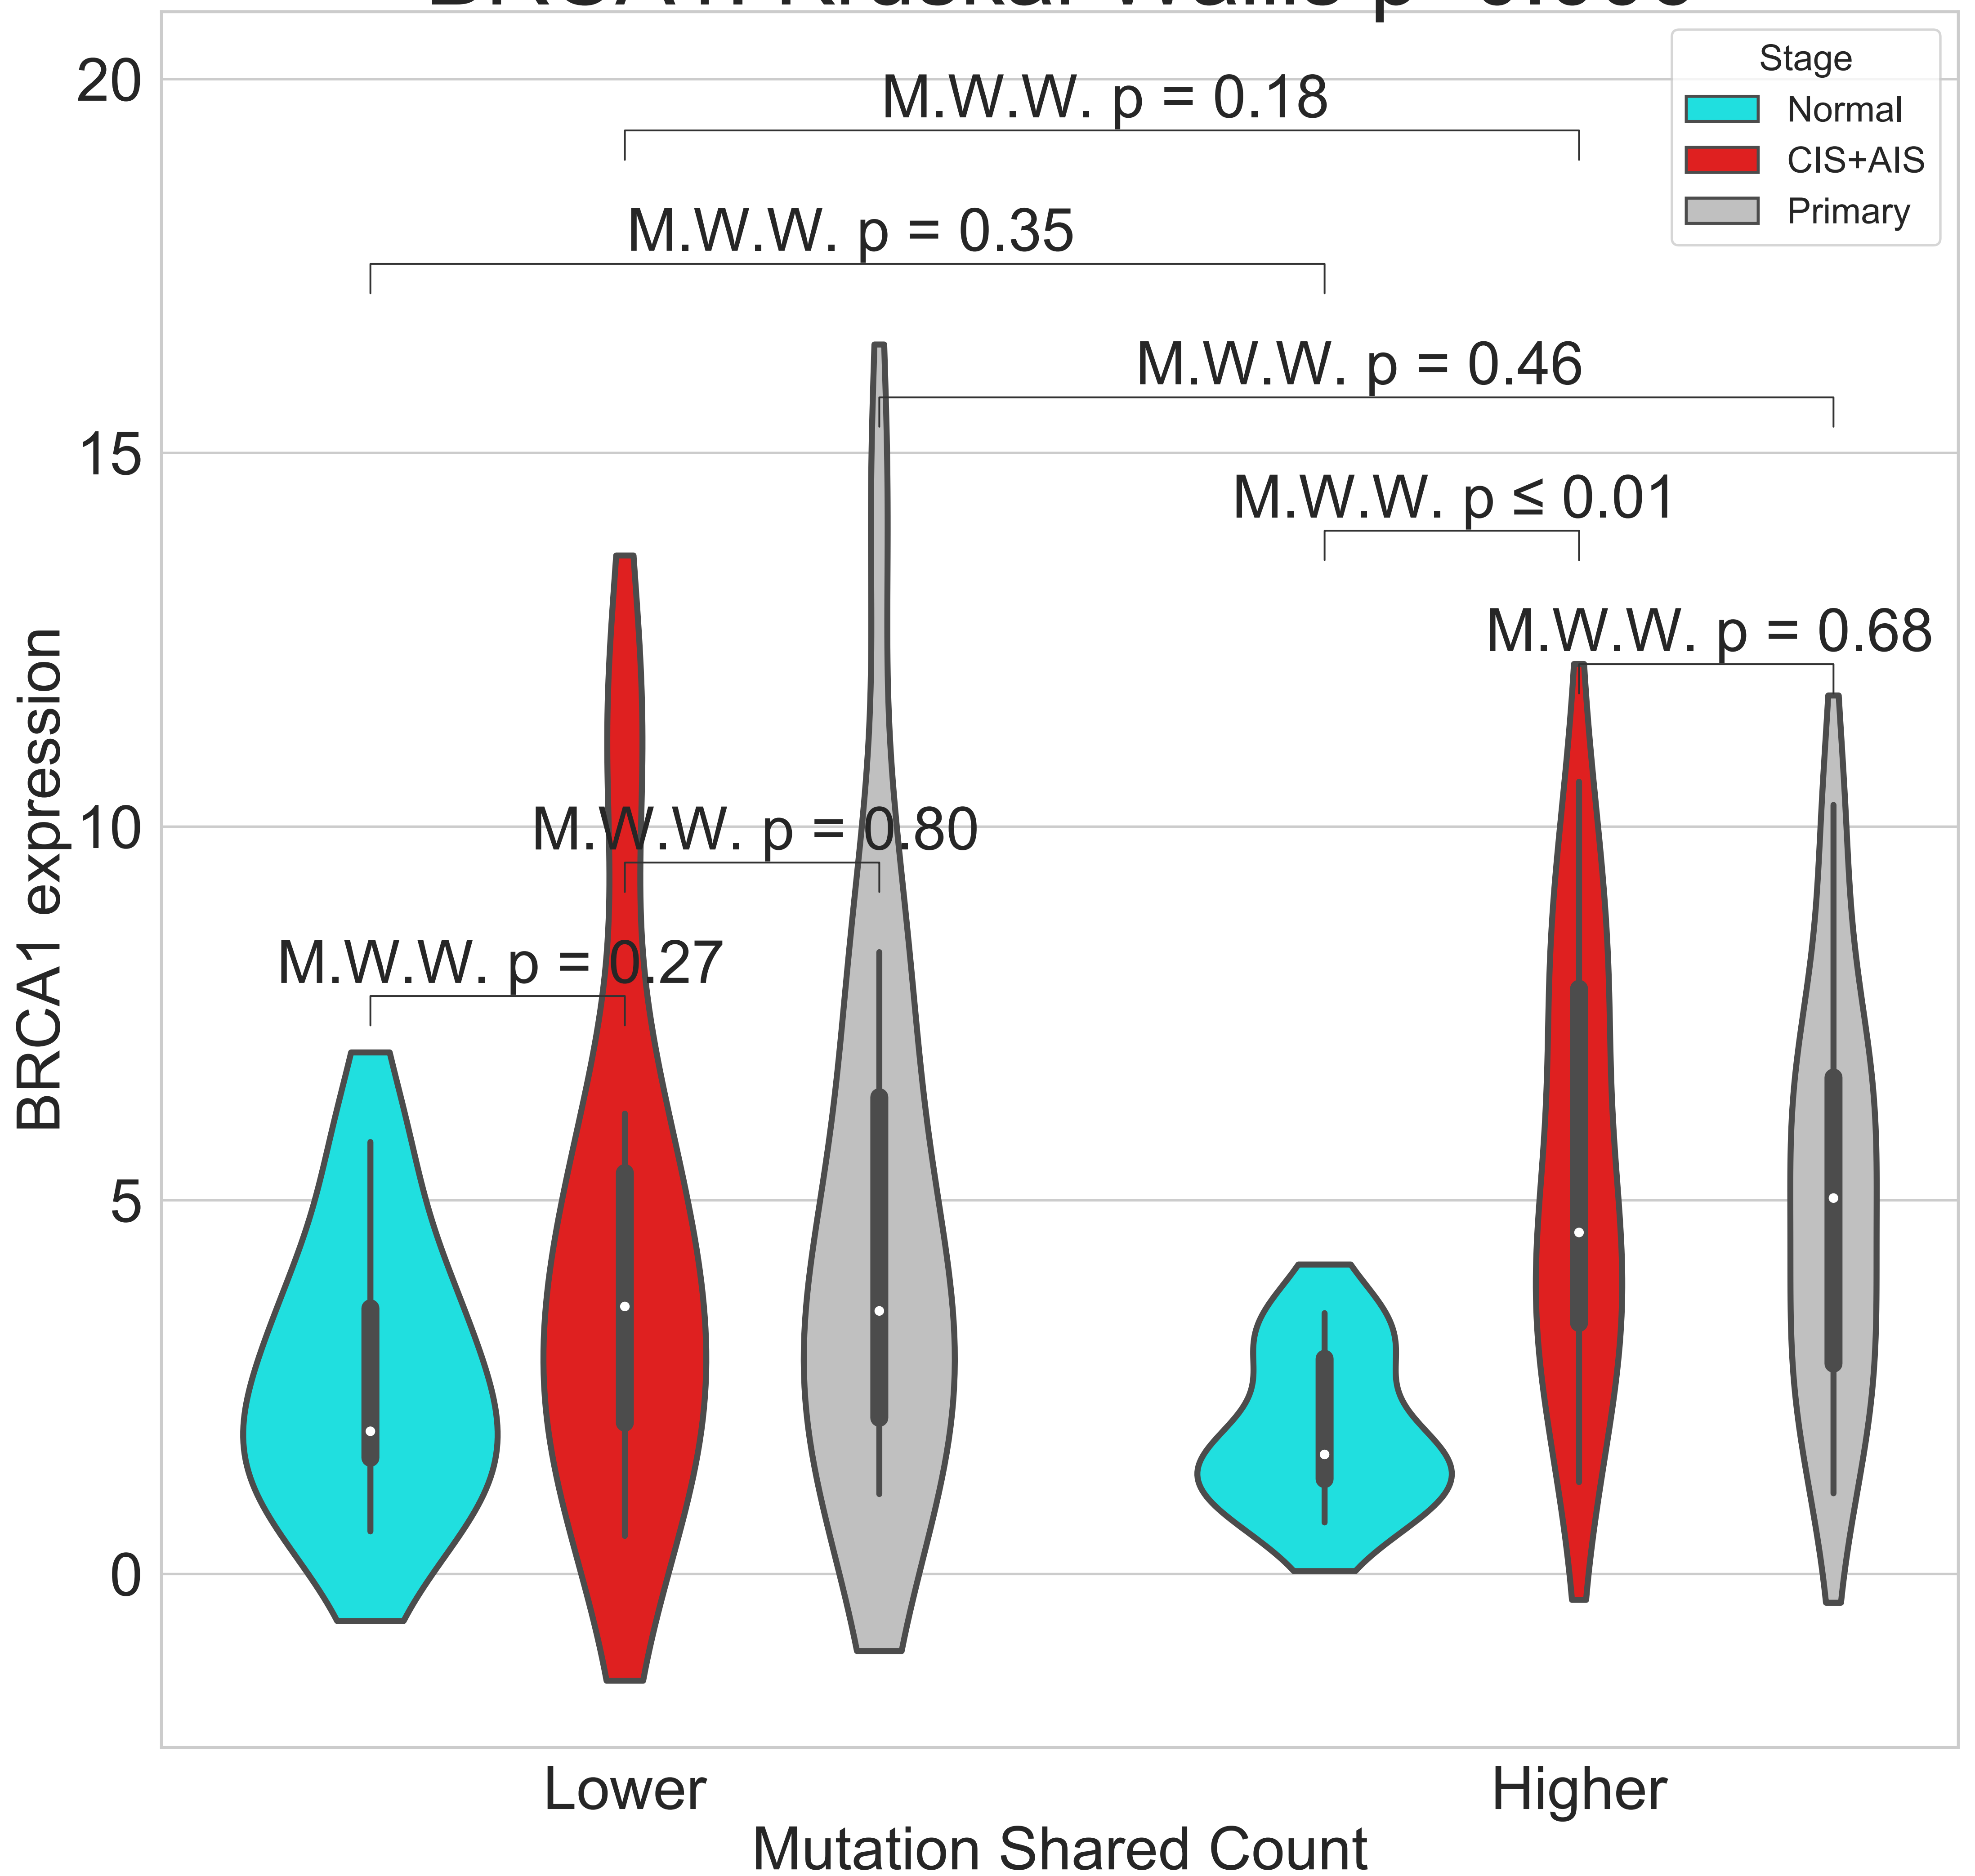 20
15
10
5
0
BRCA1 expression
M.W.W. p = 0.18
M.W.W. p = 0.35
M.W.W. p = 0.46
M.W.W. p ≤ 0.01
M.W.W. p = 0.68
M.W.W. p = 0.80
M.W.W. p = 0.27
Stage
Normal
CIS+AIS
Primary
Lower
Higher
Mutation Shared Count